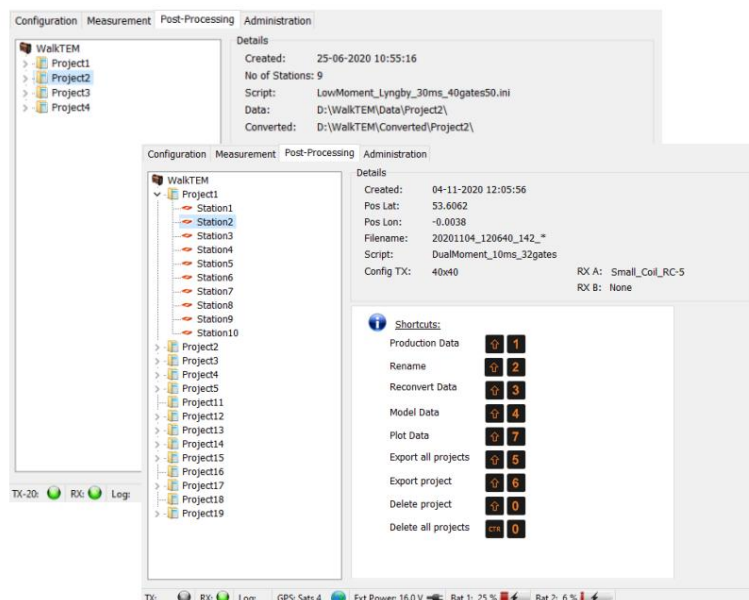 Configuration Measurement Post-Processing Administration
WalkTEM
Project1
Project2
Project3
Project4
Details
Created: 25-06-2020 10:55:16
No of Stations: 9
Script: LowMoment_Lyngby_30ms_40gates50.ini
Data: D:\WalkTEM\Data\Project2\
Converted: D:\WalkTEM\Converted\Project2\
TX-20: RX: Log:
Configuration Measurement Post-Processing Administration
WalkTEM
Project1
Station1
Station2
Station3
Station4
Station5
Station6
Station7
Station8
Station9
Station10
Project2
Project3
Project4
Project5
Project11
Project12
Project13
Project14
Project15
Project16
Project17
Project18
Project19
Details
Created: 04-11-2020 12:05:56
Pos Lat: 53.6062
Pos Lon: -0.0038
Filename: 20201104_120640_142_*
Script: DualMoment_10ms_32gates
Config TX: 40x40 RX A: Small_Coil_RC-5
RX B: None
Shortcuts:
Production Data ⇧ 1
Rename ⇧ 2
Reconvert Data ⇧ 3
Model Data ⇧ 4
Plot Data ⇧ 7
Export all projects ⇧ 5
Export project ⇧ 6
Delete project ⇧ 0
Delete all projects CTR 0
TX: RX: Log: GPS: Sats 4 Ext Power: 16.0 V Bat 1: 25 % Bat 2: 6 %